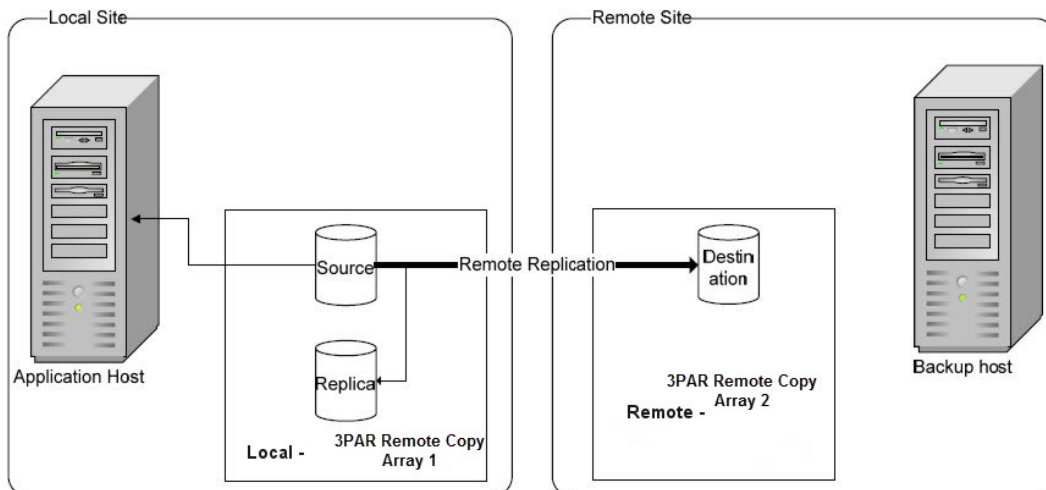 Local Site
Remote Site
Source
Remote Replication
Destin
ation
Application Host
Replica
Backup host
3PAR Remote Copy
Array 2
Remote -
Local -
3PAR Remote Copy
Array 1